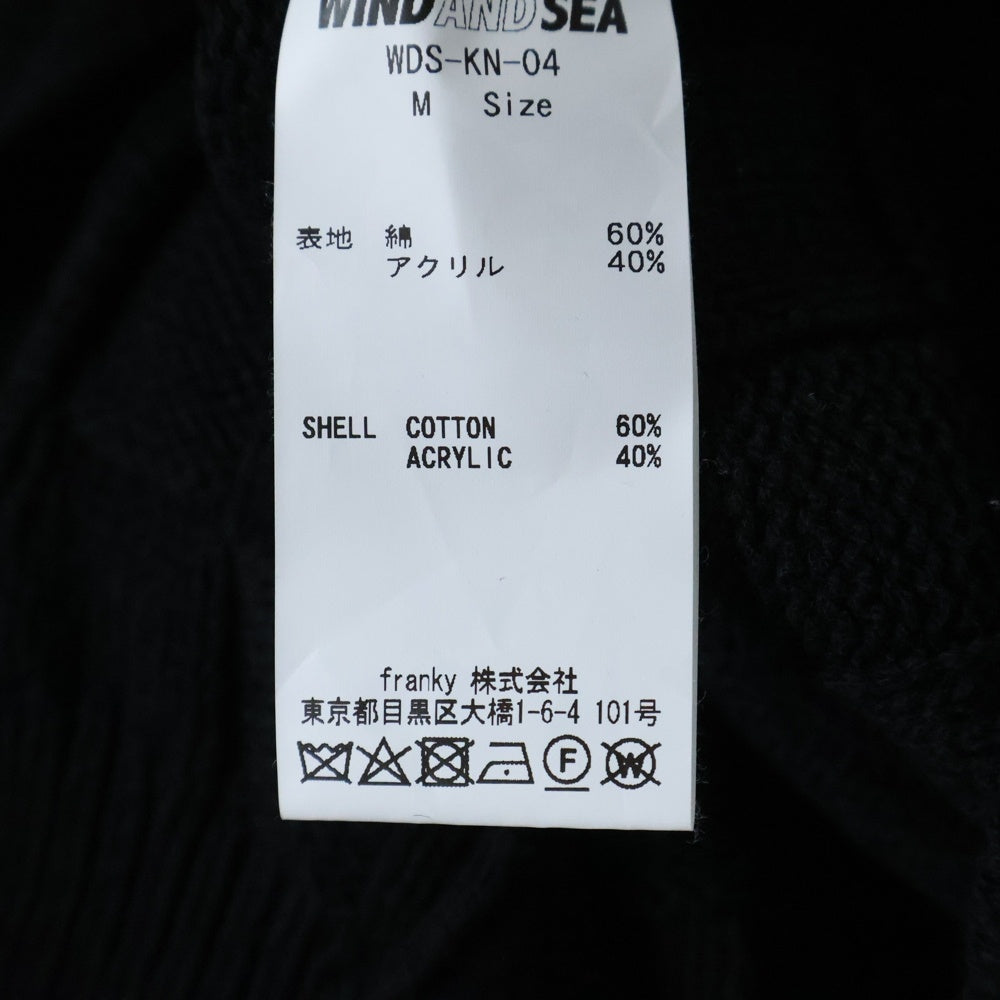 WIND AND SEA
WDS-KN-04
M Size
表地 綿 60%
アクリル 40%
SHELL COTTON 60%
ACRYLIC 40%
franky 株式会社
東京都目黒区大橋1-6-4 101号
F W